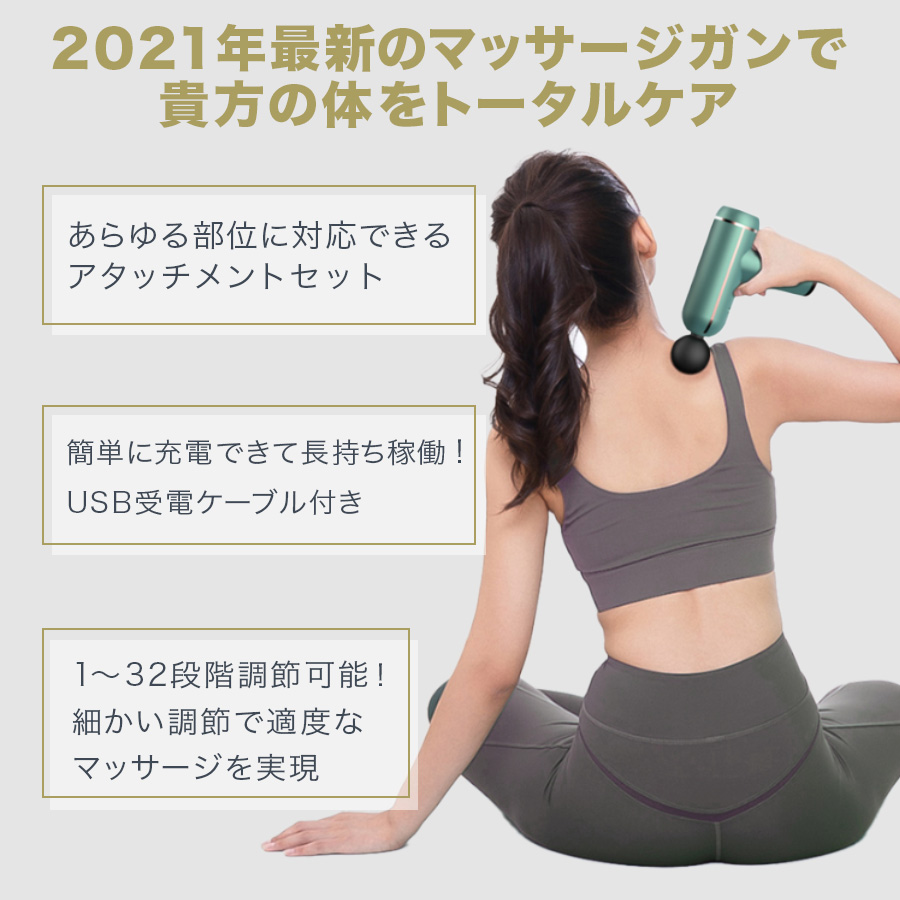 2021年最新のマッサージガンで
貴方の体をトータルケア
あらゆる部位に対応できる
アタッチメントセット
簡単に充電できて長持ち稼働！
USB受電ケーブル付き
1～32段階調節可能！
細かい調節で適度な
マッサージを実現